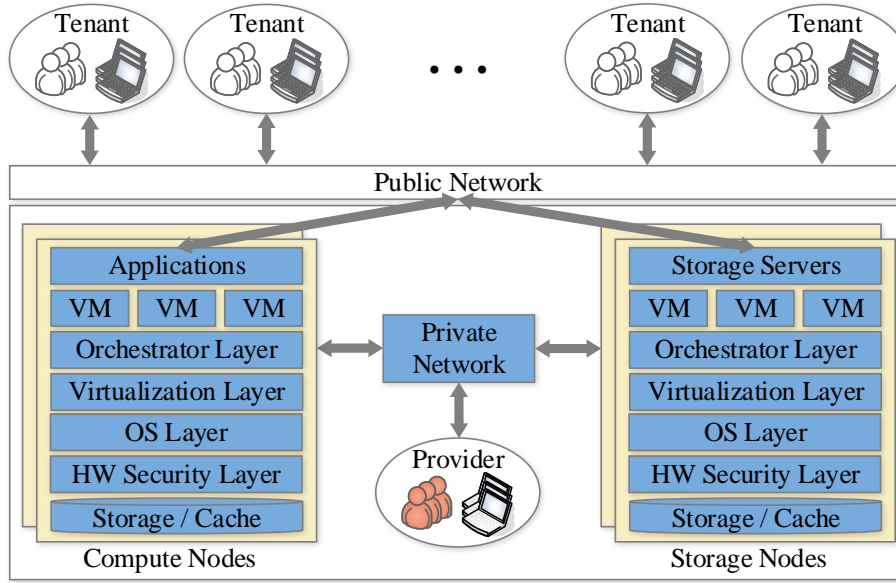 Tenant
Tenant
...
Tenant
Tenant
Public Network
Applications
VM
VM
VM
Orchestrator Layer
Virtualization Layer
OS Layer
HW Security Layer
Storage / Cache
Compute Nodes
Private
Network
Provider
Storage Servers
VM
VM
VM
Orchestrator Layer
Virtualization Layer
OS Layer
HW Security Layer
Storage / Cache
Storage Nodes